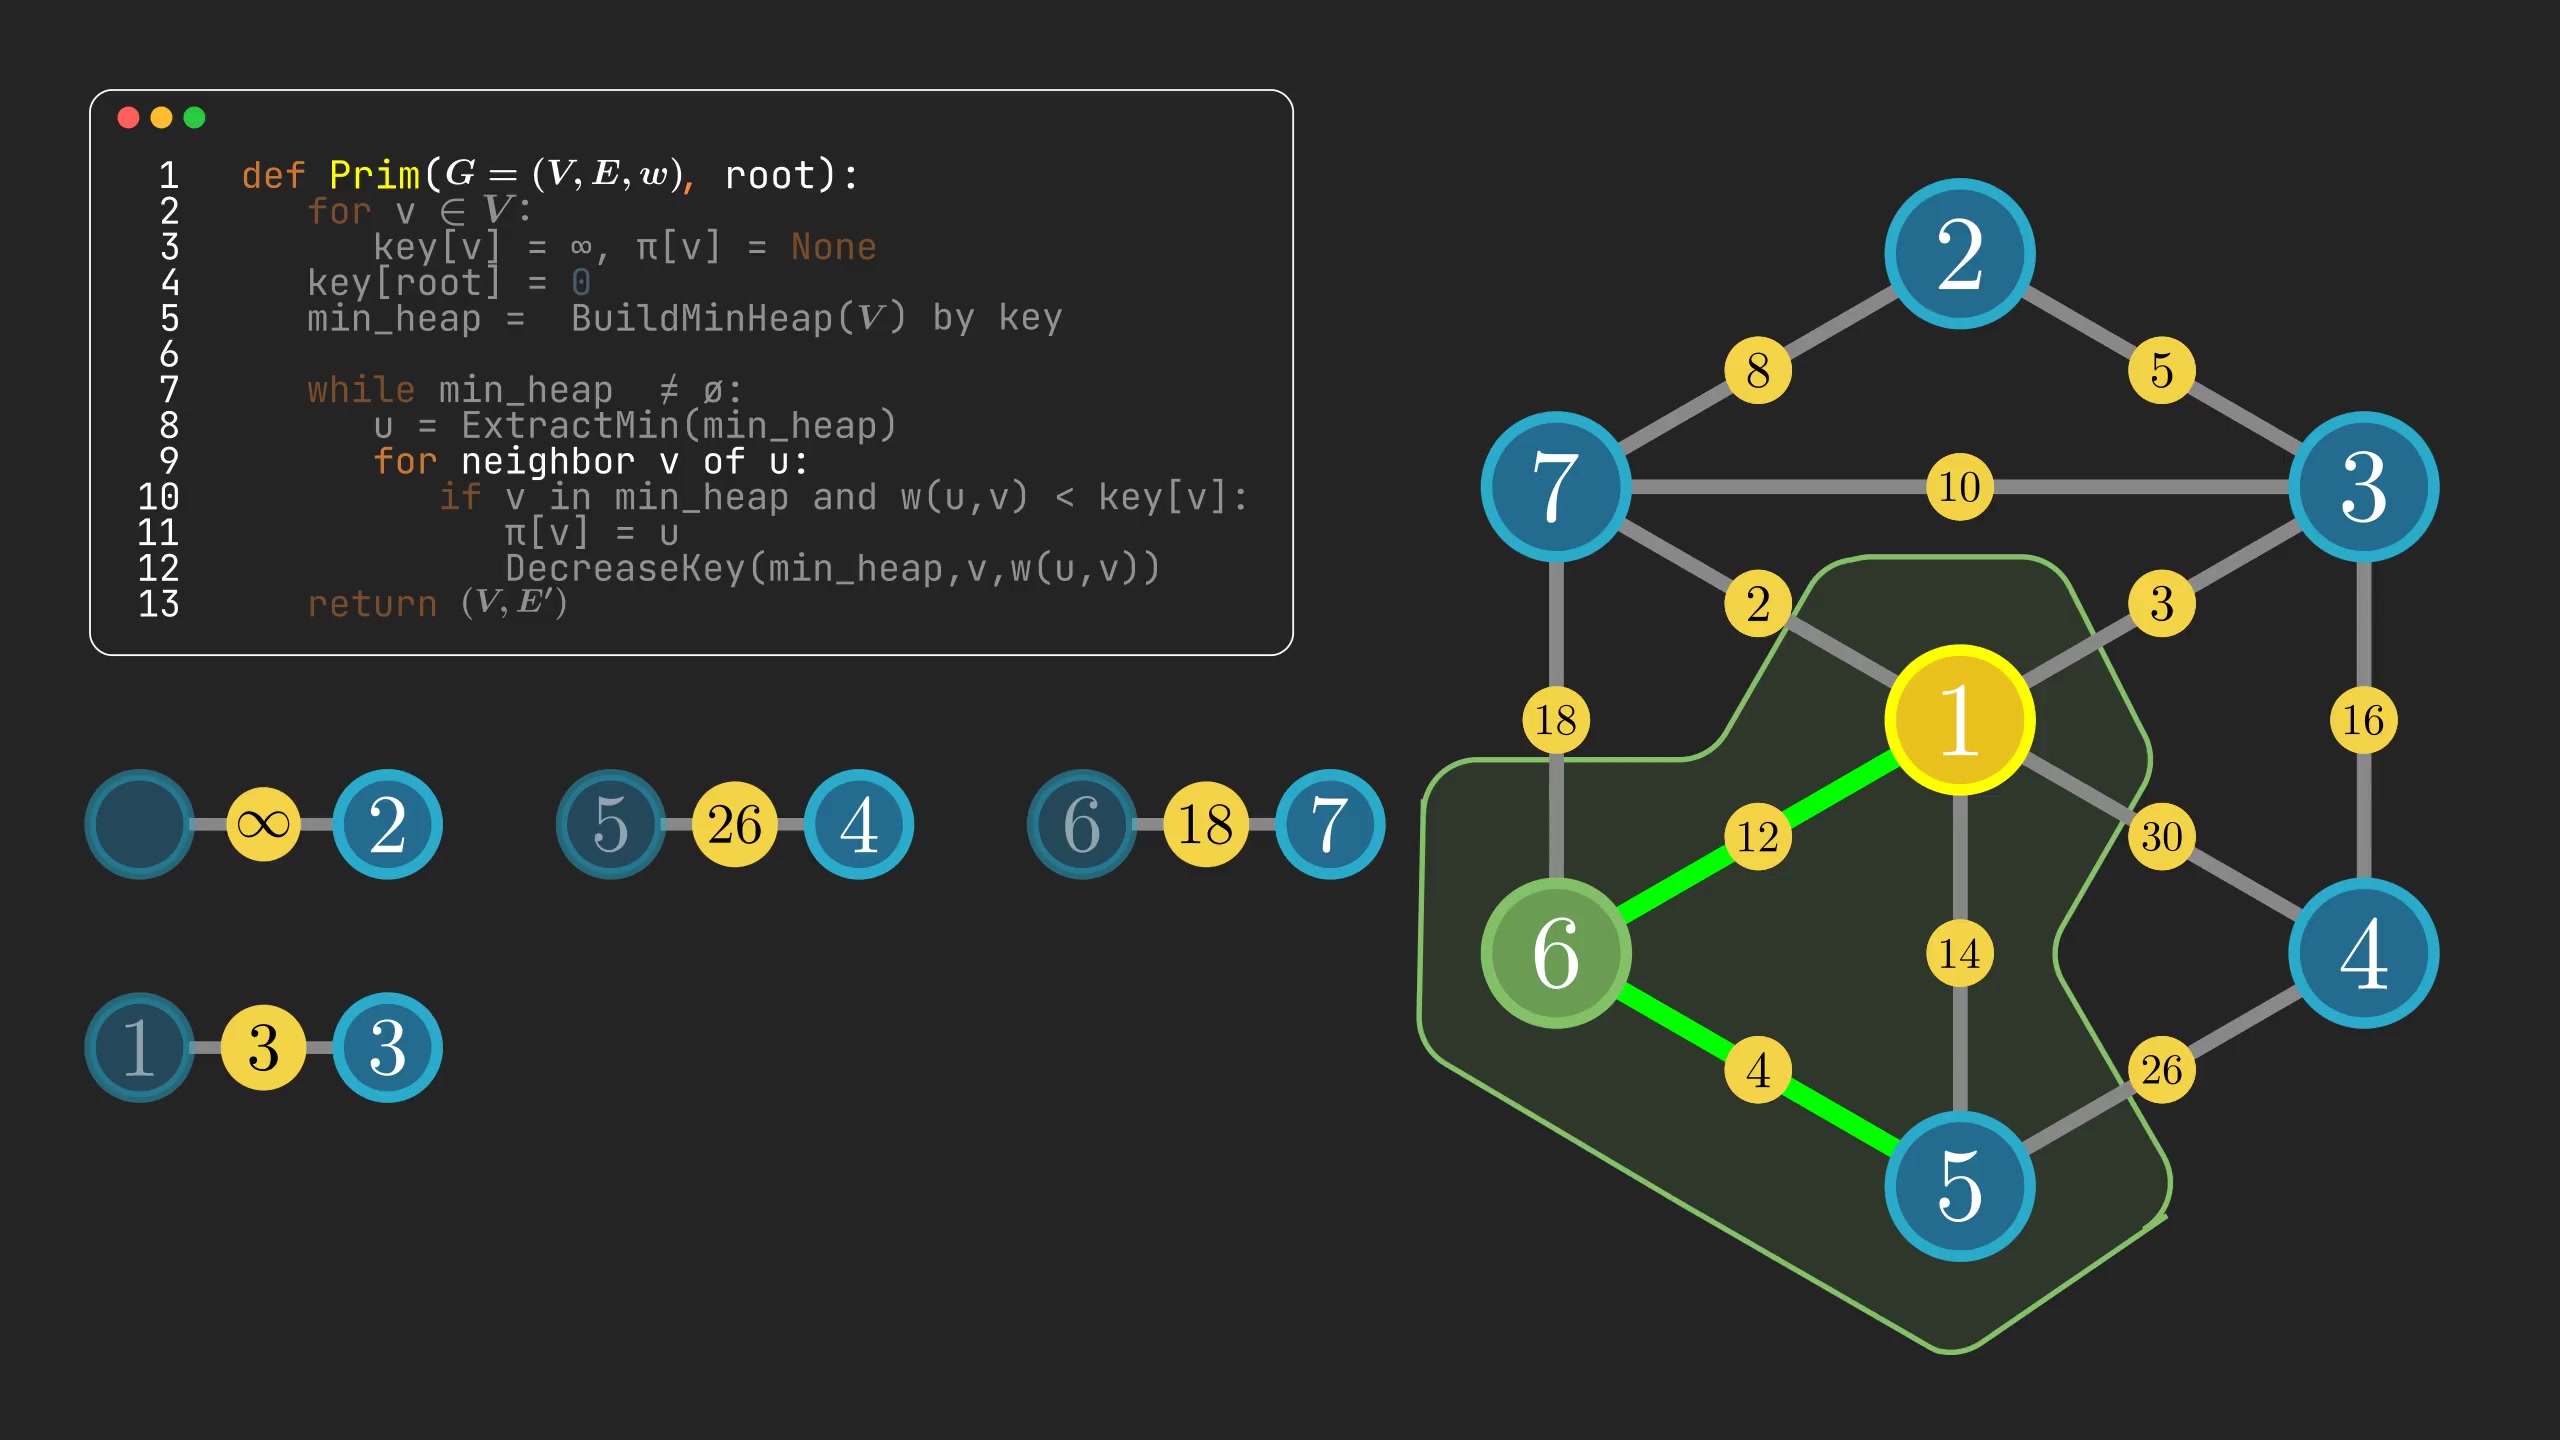 1 def Prim(G = (V, E, w), root):
2 for v ∈ V:
3 key[v] = ∞, π[v] = None
4 key[root] = 0
5 min_heap = BuildMinHeap(V) by key
6
7 while min_heap ≠ ø:
8 u = ExtractMin(min_heap)
9 for neighbor v of u:
10 if v in min_heap and w(u,v) < key[v]:
11 π[v] = u
12 DecreaseKey(min_heap,v,w(u,v))
13 return (V, E′)
∞ 2
5 26 4
6 18 7
1 3 3
2
8 5
7 10 3
2 3
18 1 16
12 30
6 14 4
4 26
5